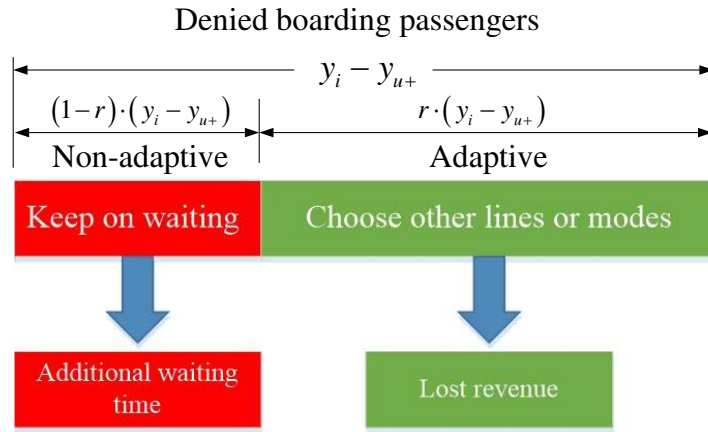 Denied boarding passengers
y_i − y_{u+}
(1−r)·(y_i − y_{u+})
r·(y_i − y_{u+})
Non-adaptive
Adaptive
Keep on waiting
Choose other lines or modes
Additional waiting
time
Lost revenue